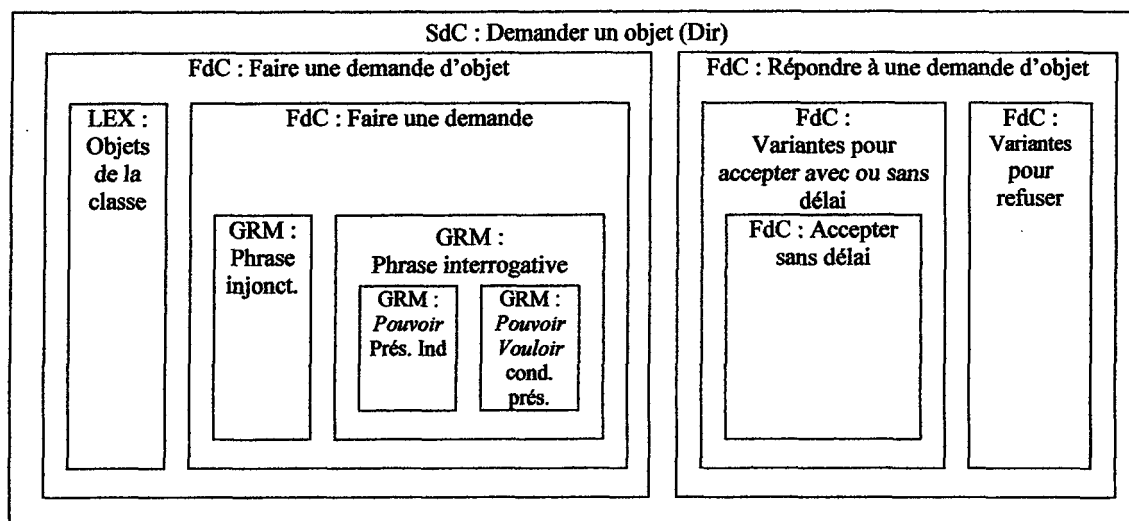 SdC : Demander un objet (Dir)
FdC : Faire une demande d'objet
LEX :
Objets
de la
classe
FdC : Faire une demande
GRM :
Phrase
injonct.
GRM :
Phrase interrogative
GRM :
Pouvoir
Prés. Ind
GRM :
Pouvoir
Vouloir
cond.
prés.
FdC : Répondre à une demande d'objet
FdC :
Variantes pour
accepter avec ou sans
délai
FdC : Accepter
sans délai
FdC :
Variantes
pour
refuser